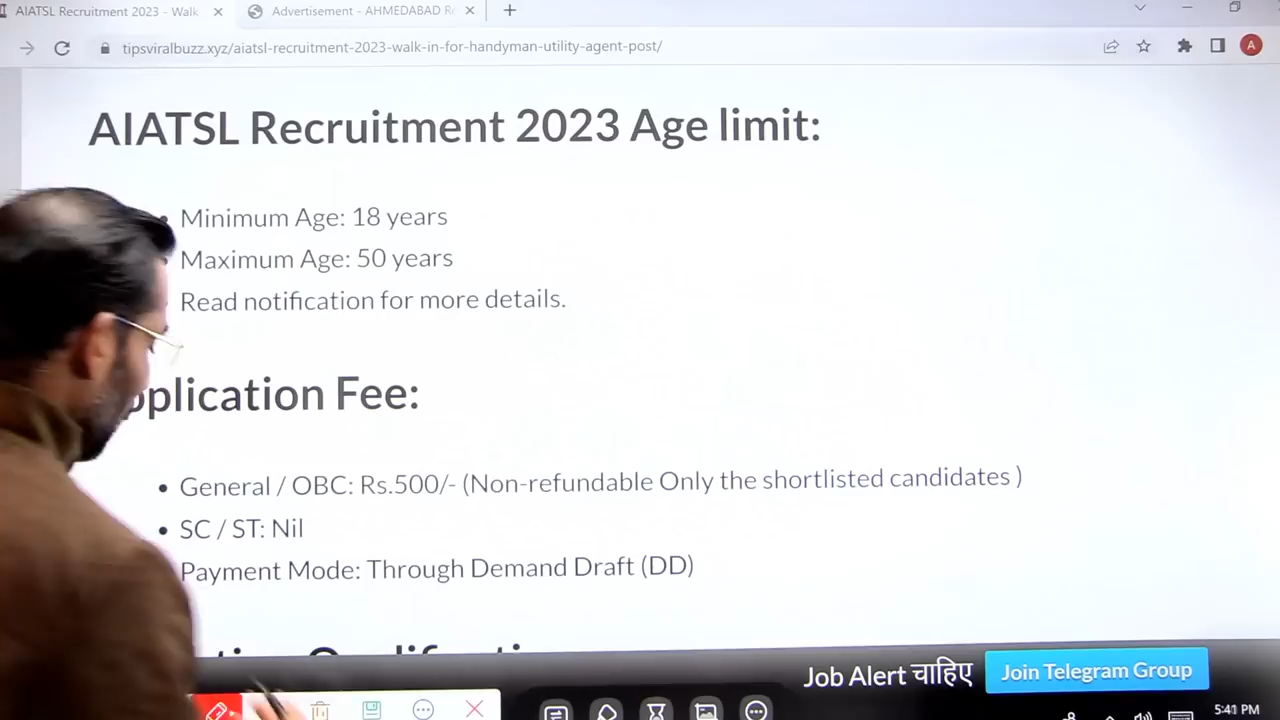 AIATSL Recruitment 2023 - Walk
Advertisement - AHMEDABAD R
tipsviralbuzz.xyz/aiatsl-recruitment-2023-walk-in-for-handyman-utility-agent-post/
A
AIATSL Recruitment 2023 Age limit:
Minimum Age: 18 years
Maximum Age: 50 years
Read notification for more details.
pplication Fee:
General / OBC: Rs.500/- (Non-refundable Only the shortlisted candidates )
SC / ST: Nil
Payment Mode: Through Demand Draft (DD)
Job Alert चाहिए
Join Telegram Group
5:41 PM